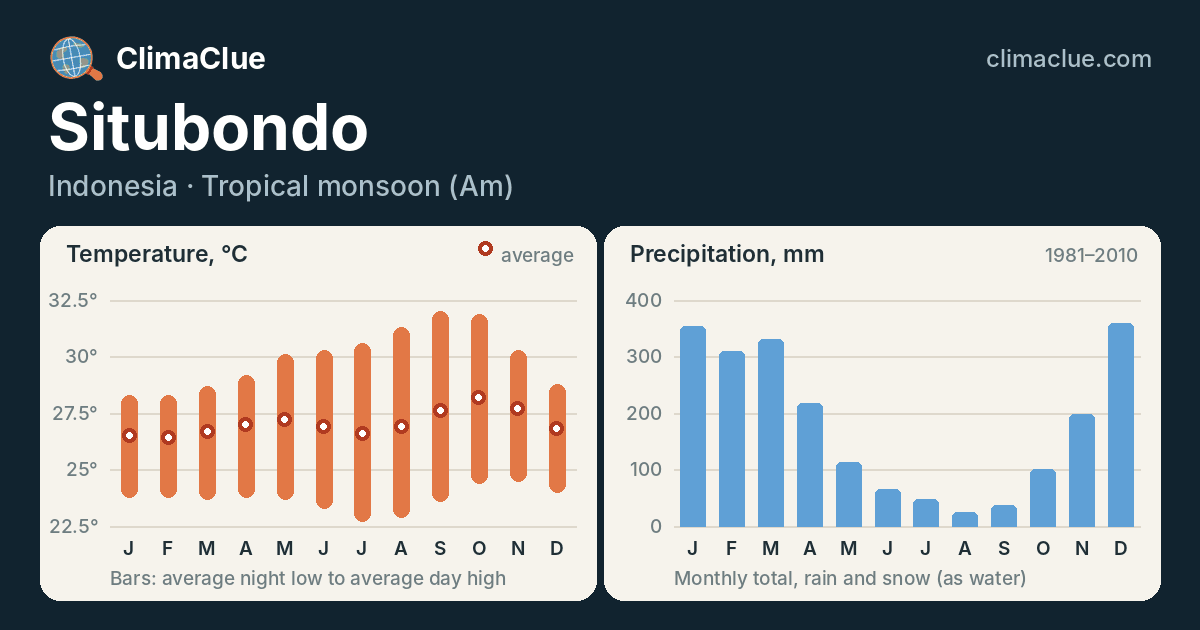 ClimaClue
climaclue.com
Situbondo
Indonesia · Tropical monsoon (Am)
Temperature, °C
average
32.5°
30°
27.5°
25°
22.5°
J F M A M J J A S O N D
Bars: average night low to average day high
Precipitation, mm
1981–2010
400
300
200
100
0
J F M A M J J A S O N D
Monthly total, rain and snow (as water)